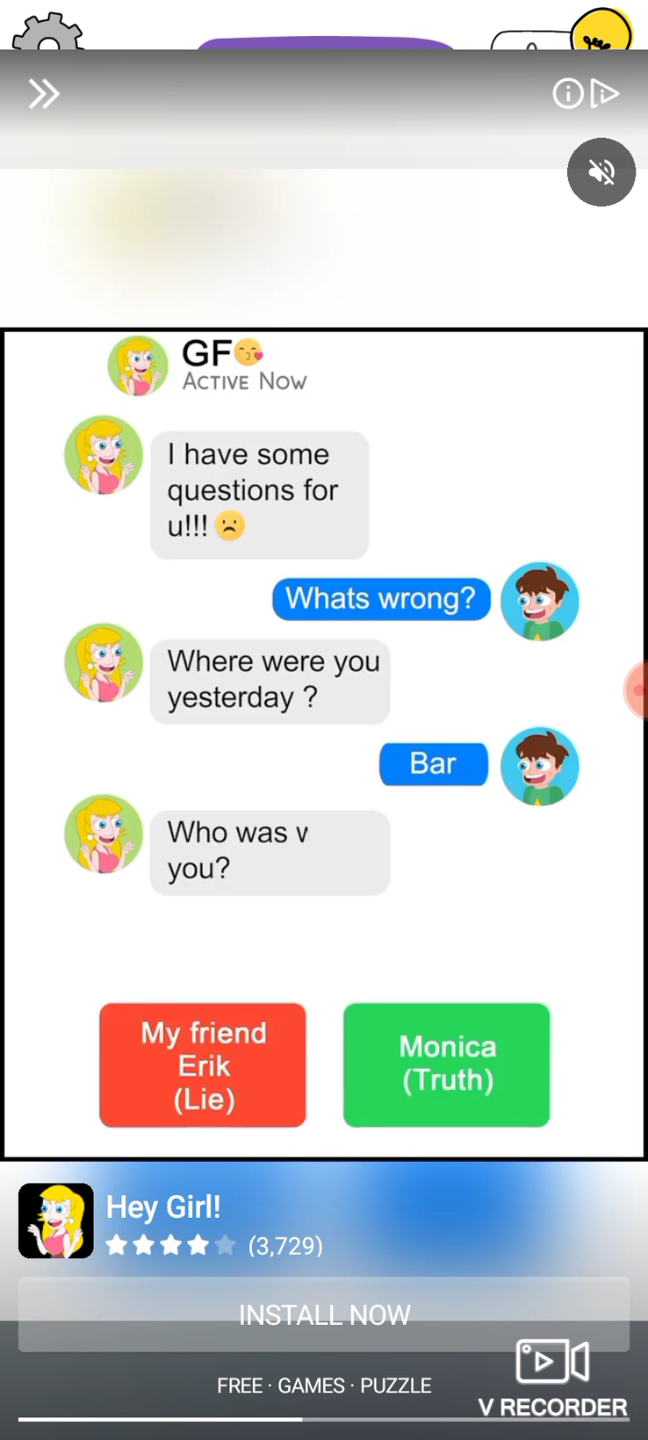 GF😙
Active Now
I have some
questions for
u!!!☹️
Whats wrong?
Where were you
yesterday ?
Bar
Who was
you?
My friend
Erik
(Lie)
Monica
(Truth)
Hey Girl!
(3,729)
INSTALL NOW
FREE · GAMES · PUZZLE
V RECORDER